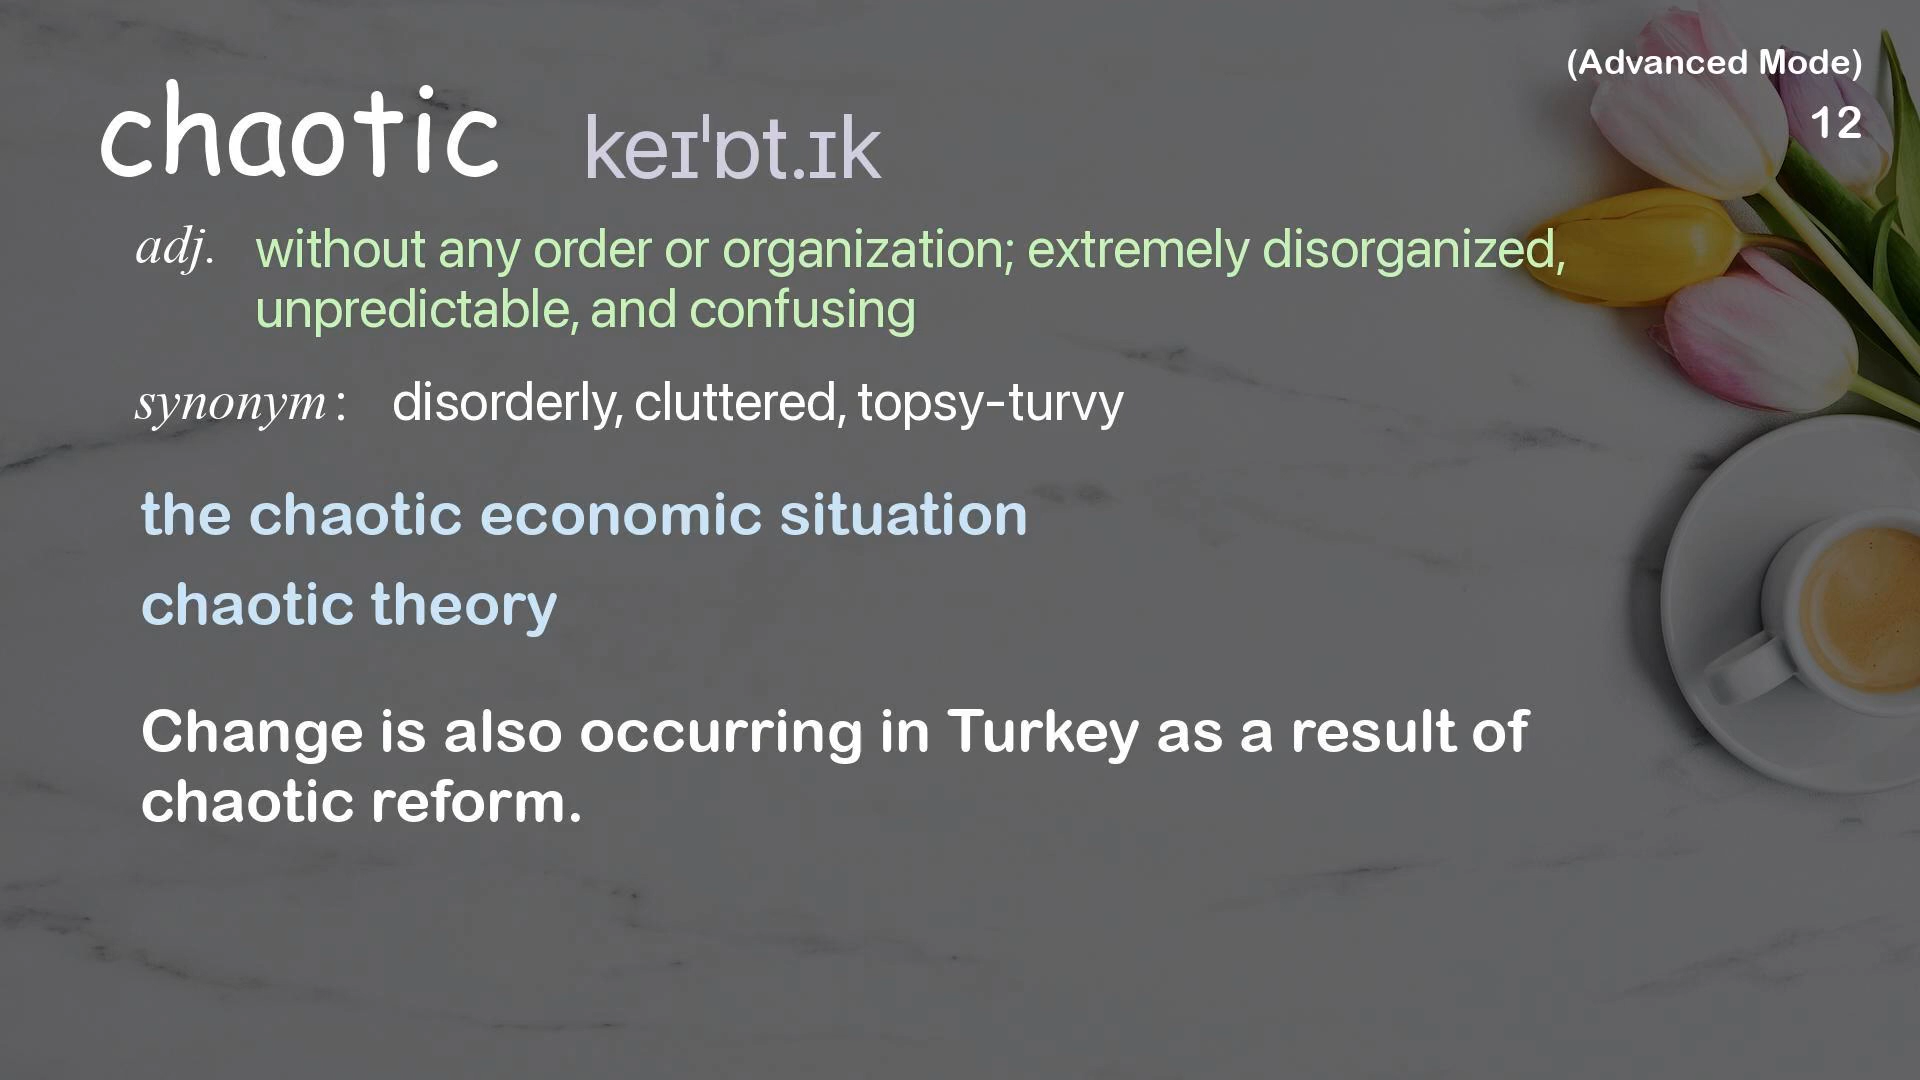 (Advanced Mode)
12
chaotic keɪˈɒt.ɪk
adj. without any order or organization; extremely disorganized,
unpredictable, and confusing
synonym : disorderly, cluttered, topsy-turvy
the chaotic economic situation
chaotic theory
Change is also occurring in Turkey as a result of
chaotic reform.